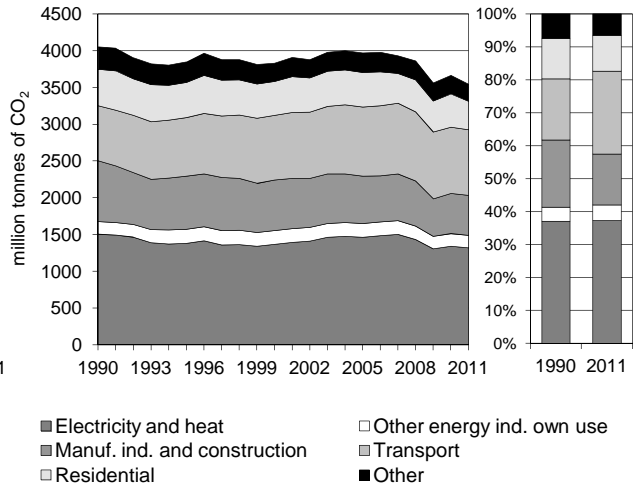 million tonnes of CO2
4500
4000
3500
3000
2500
2000
1500
1000
500
0
1990 1993 1996 1999 2002 2005 2008 2011
100%
90%
80%
70%
60%
50%
40%
30%
20%
10%
0%
1990 2011
1
Electricity and heat
Other energy ind. own use
Manuf. ind. and construction
Transport
Residential
Other